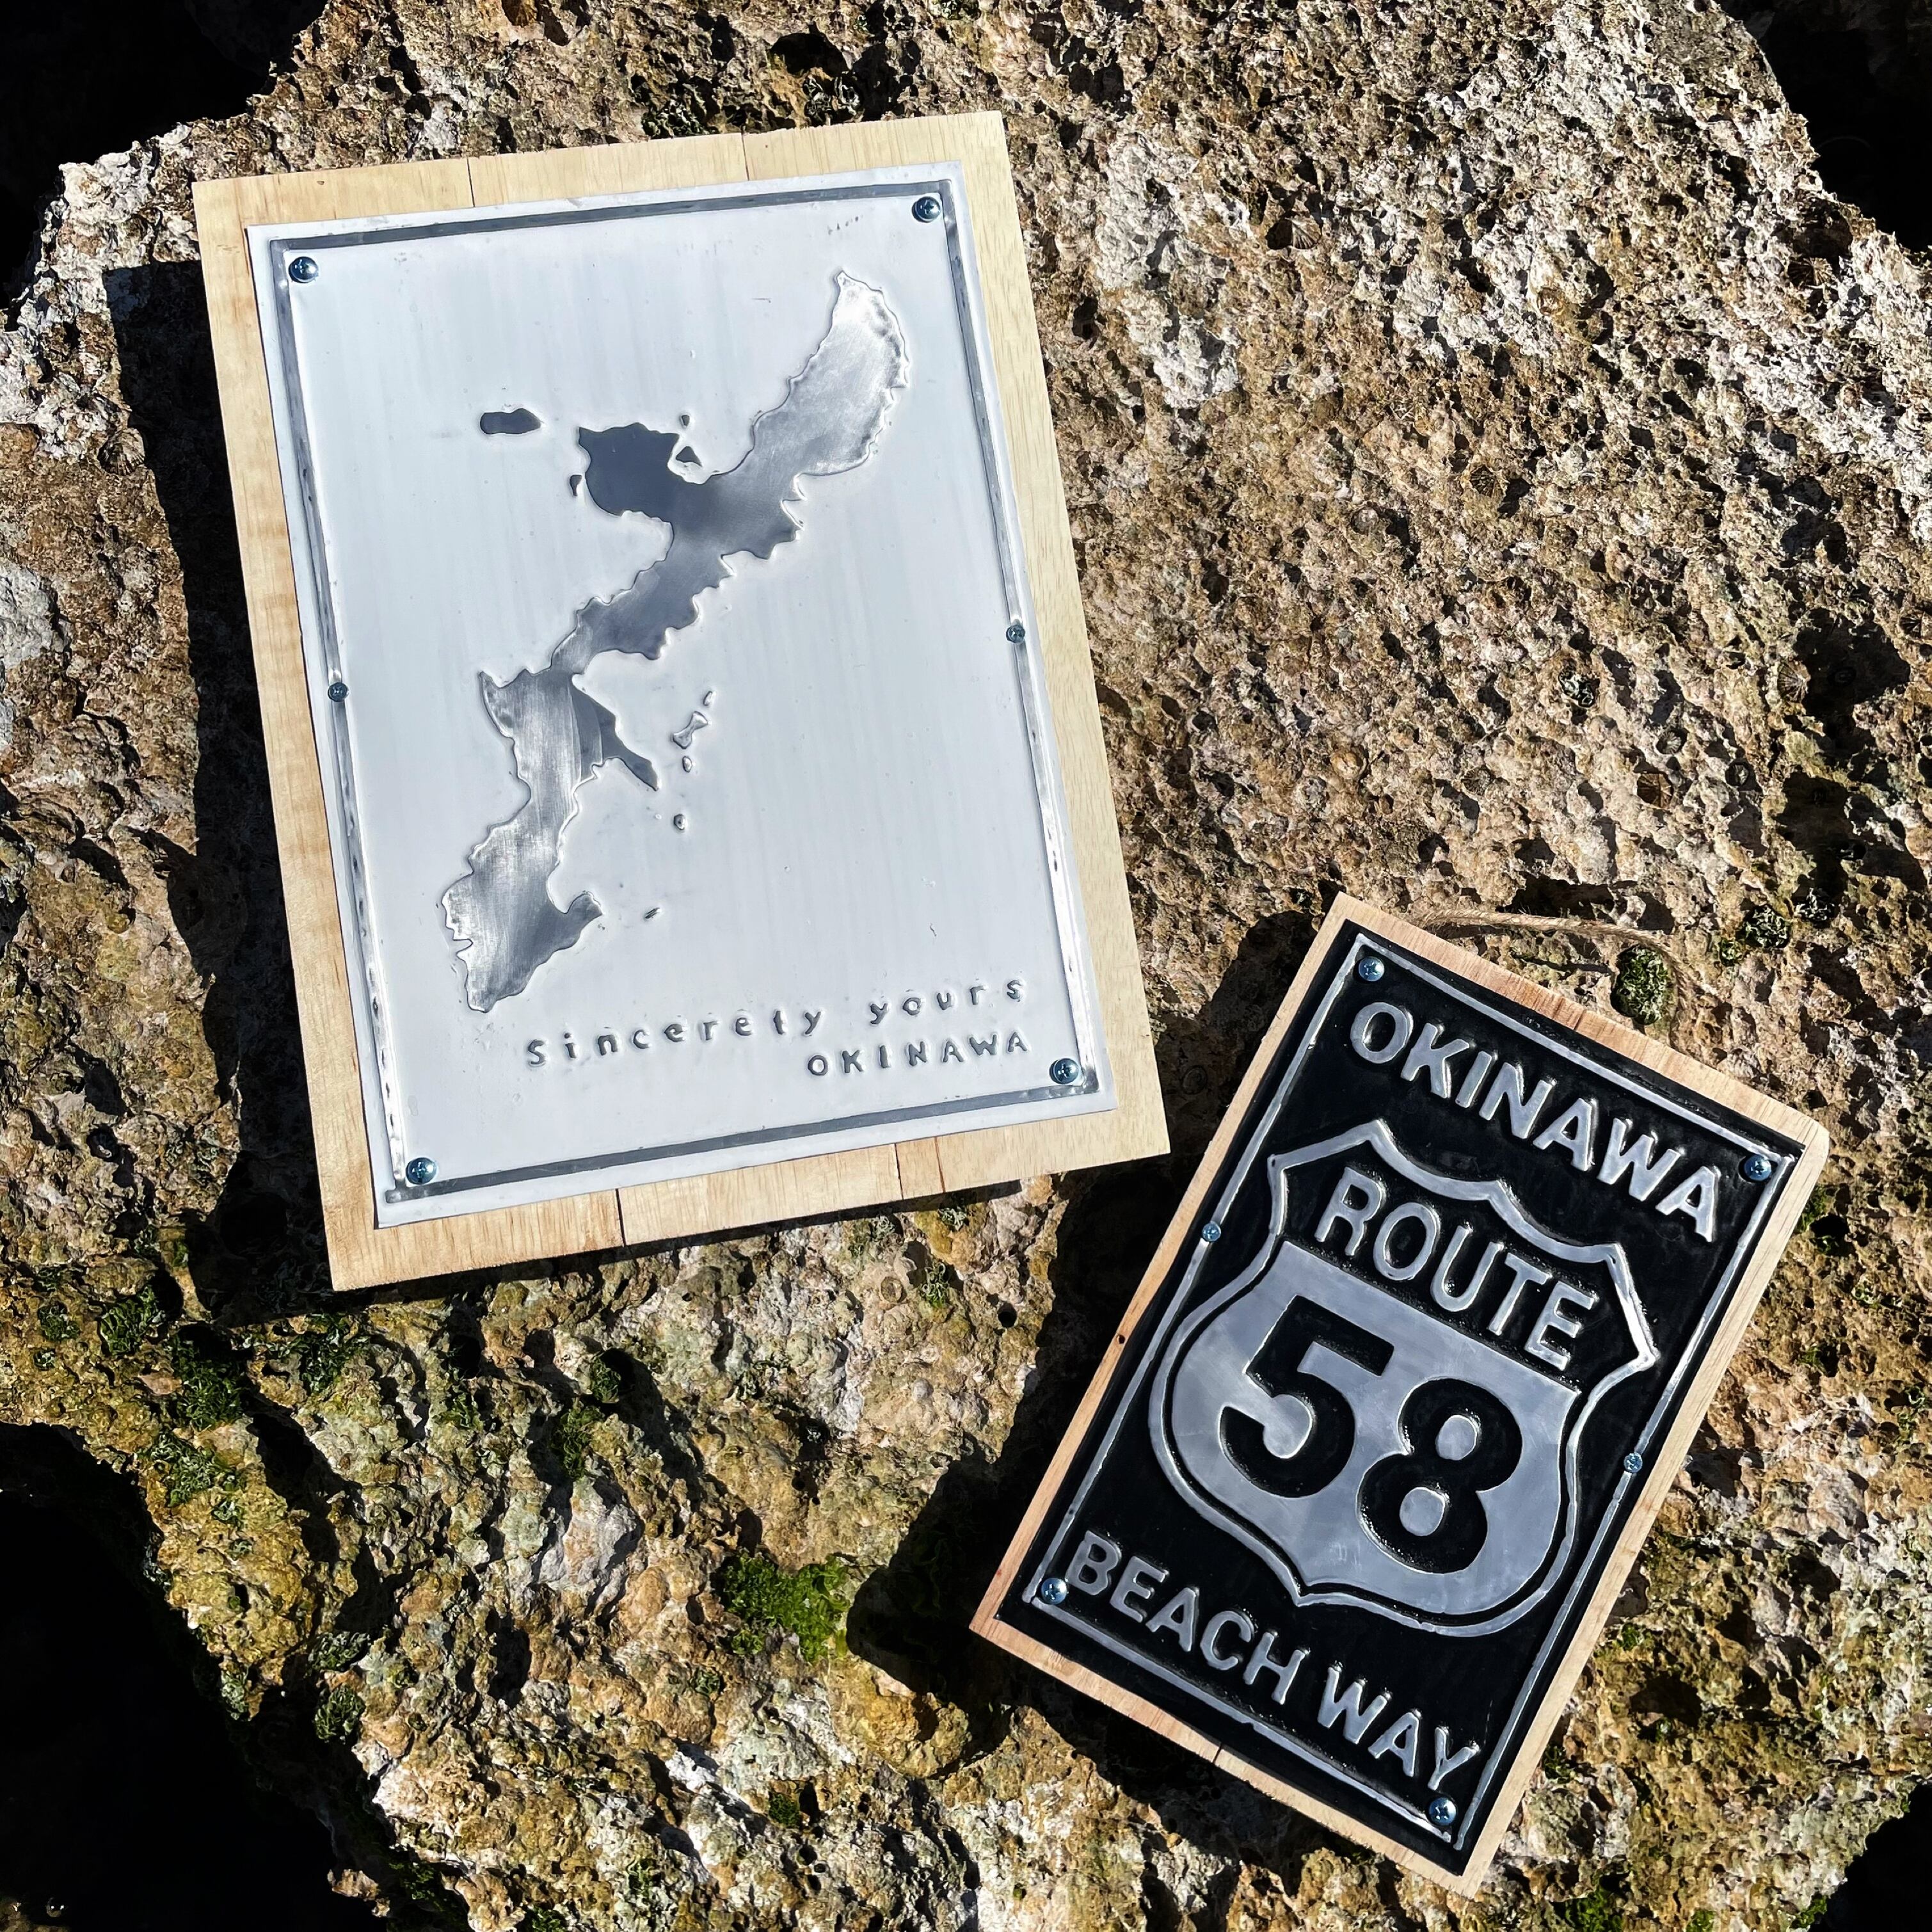 Sincerely yours
OKINAWA
OKINAWA
ROUTE
58
BEACH WAY